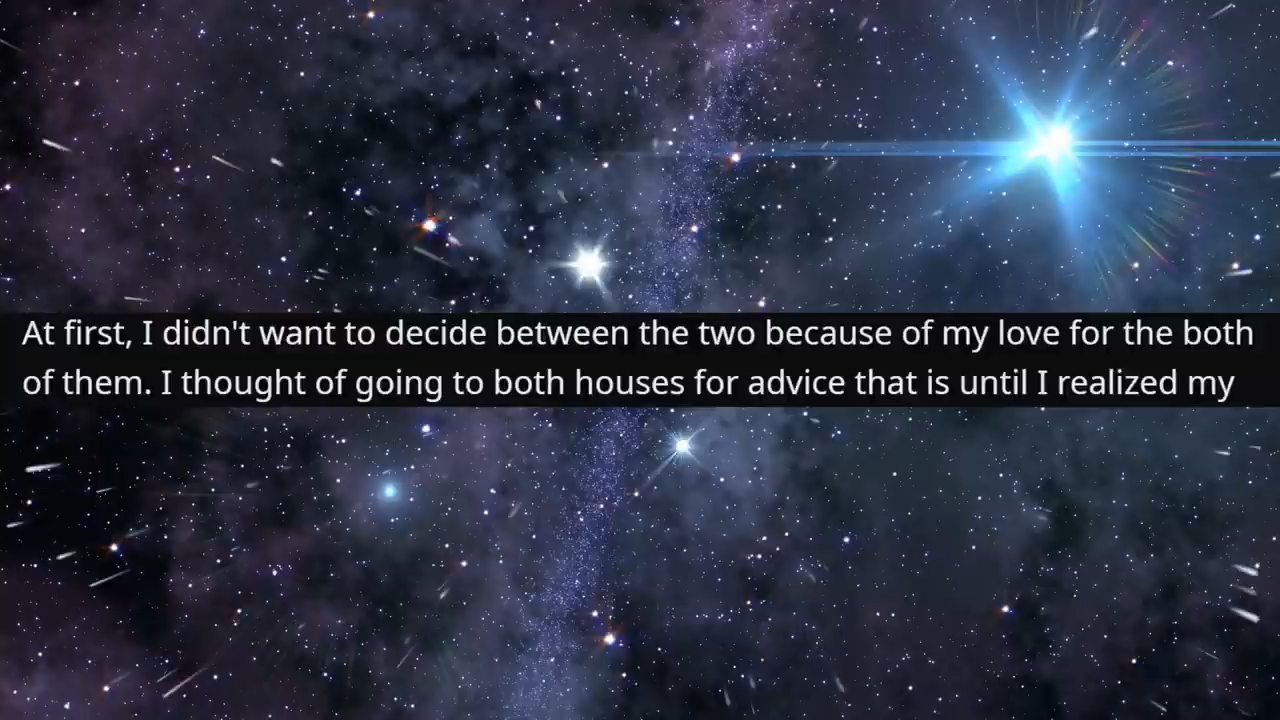 At first, I didn't want to decide between the two because of my love for the both
of them. I thought of going to both houses for advice that is until I realized my